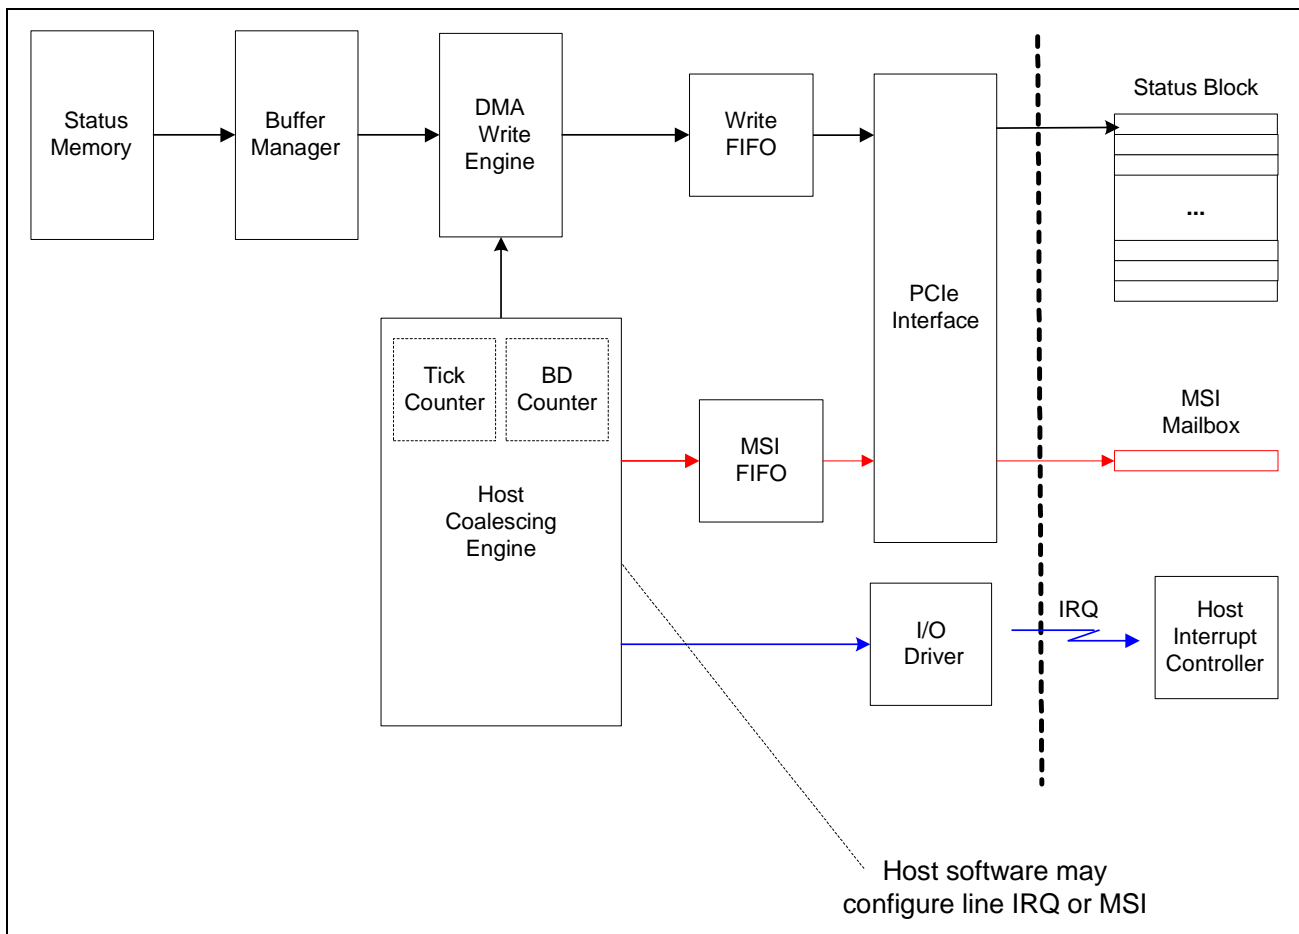 Status
Memory
Buffer
Manager
DMA
Write
Engine
Write
FIFO
PCIe
Interface
Status Block
...
Tick
Counter
BD
Counter
Host
Coalescing
Engine
MSI
FIFO
MSI
Mailbox
I/O
Driver
IRQ
Host
Interrupt
Controller
Host software may
configure line IRQ or MSI